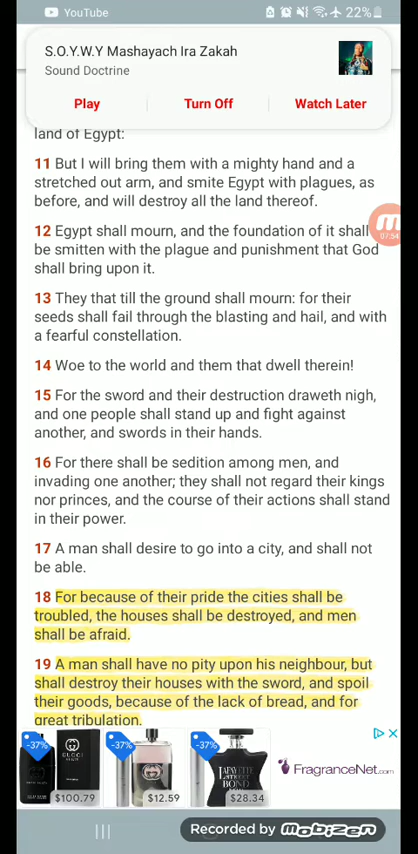 YouTube
22%
S.O.Y.W.Y Mashayach Ira Zakah
Sound Doctrine
Play Turn Off Watch Later
land of Egypt:
11 But I will bring them with a mighty hand and a
stretched out arm, and smite Egypt with plagues, as
before, and will destroy all the land thereof.
07:54
12 Egypt shall mourn, and the foundation of it shall
be smitten with the plague and punishment that God
shall bring upon it.
13 They that till the ground shall mourn: for their
seeds shall fail through the blasting and hail, and with
a fearful constellation.
14 Woe to the world and them that dwell therein!
15 For the sword and their destruction draweth nigh,
and one people shall stand up and fight against
another, and swords in their hands.
16 For there shall be sedition among men, and
invading one another; they shall not regard their kings
nor princes, and the course of their actions shall stand
in their power.
17 A man shall desire to go into a city, and shall not
be able.
18 For because of their pride the cities shall be
troubled, the houses shall be destroyed, and men
shall be afraid.
19 A man shall have no pity upon his neighbour, but
shall destroy their houses with the sword, and spoil
their goods, because of the lack of bread, and for
great tribulation.
-37% -37% -37%
GUCCI
LAFAYETTE STREET
BOND
FragranceNet.com
$100.79 $12.59 $28.34
Recorded by mobizen